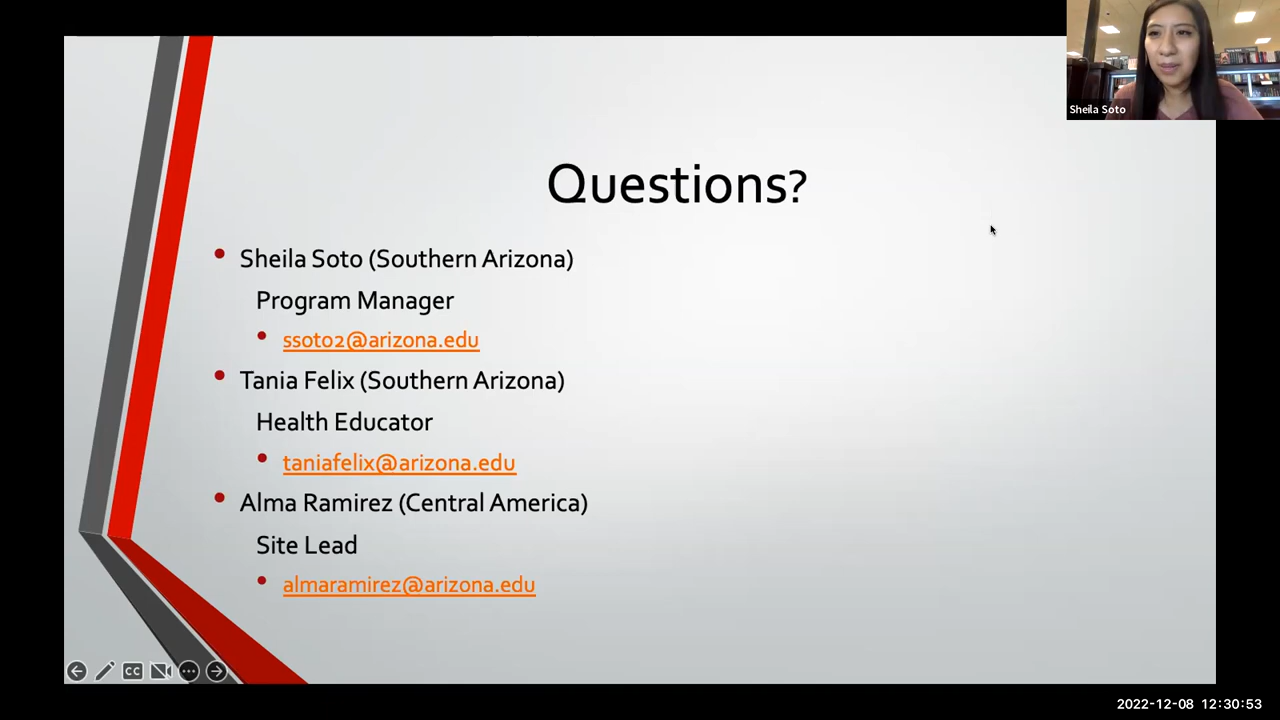 Sheila Soto
Questions?
Sheila Soto (Southern Arizona)
Program Manager
ssoto2@arizona.edu
Tania Felix (Southern Arizona)
Health Educator
taniafelix@arizona.edu
Alma Ramirez (Central America)
Site Lead
almaramirez@arizona.edu
CC
2022-12-08 12:30:53